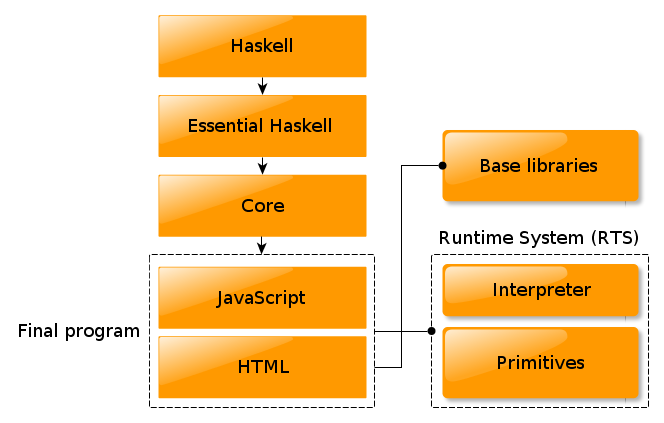 Haskell
Essential Haskell
Core
JavaScript
HTML
Final program
Base libraries
Runtime System (RTS)
Interpreter
Primitives